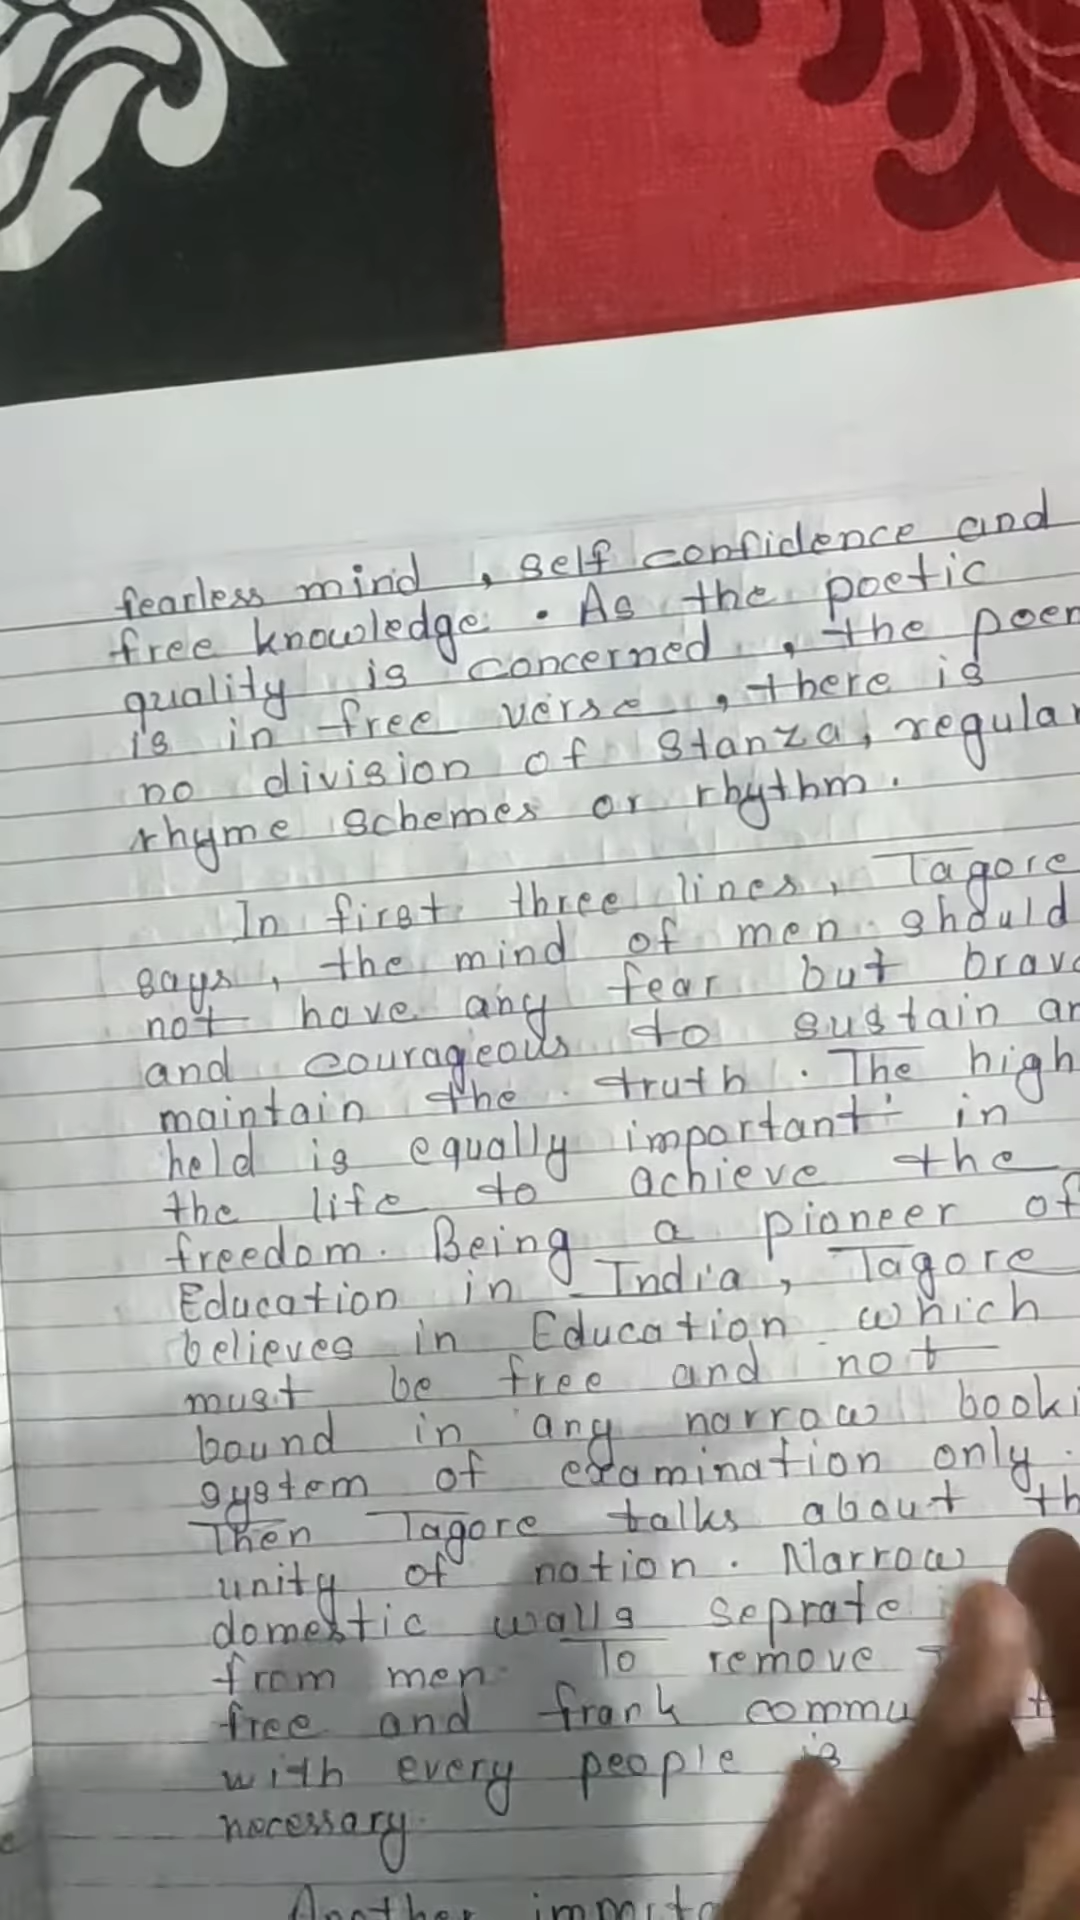 fearless mind, self confidence and
free knowledge. As the poetic
quality is concerned, the poem
is in free verse, there is
no division of stanza, regular
rhyme schemes or rhythm.
In first three lines, Tagore
says, the mind of men should
not have any fear but brave
and courageous to sustain
maintain the truth. The high
held is equally important in
the life to achieve the
freedom. Being a pioneer of
Education in India, Tagore
believes in Education which
must be free and not
bound in any narrow
system of examination only.
Then Tagore talks about
unity of nation. Narrow
domestic walls seprate
from men. To remove
free and frank
with every people is
necessary.
Another